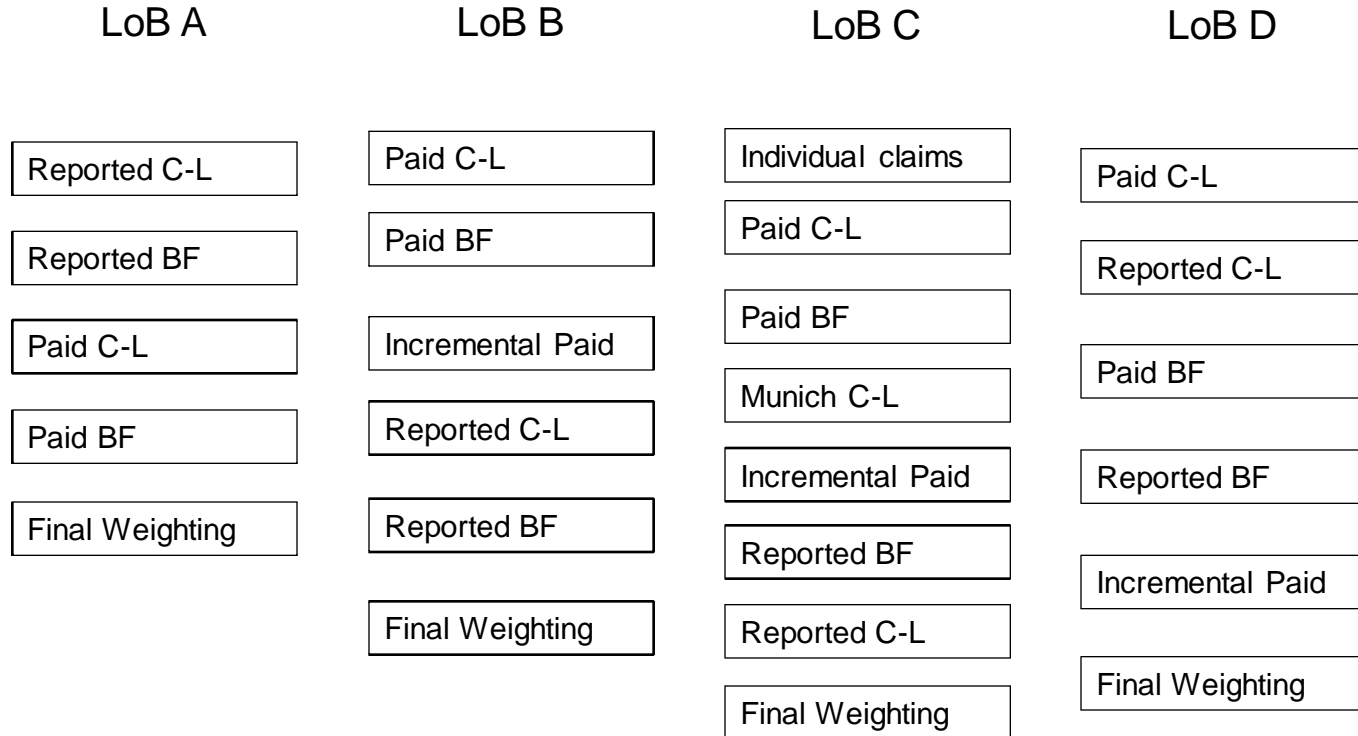 LoB A
Reported C-L
Reported BF
Paid C-L
Paid BF
Final Weighting
LoB B
Paid C-L
Paid BF
Incremental Paid
Reported C-L
Reported BF
Final Weighting
LoB C
Individual claims
Paid C-L
Paid BF
Munich C-L
Incremental Paid
Reported BF
Reported C-L
Final Weighting
LoB D
Paid C-L
Reported C-L
Paid BF
Reported BF
Incremental Paid
Final Weighting